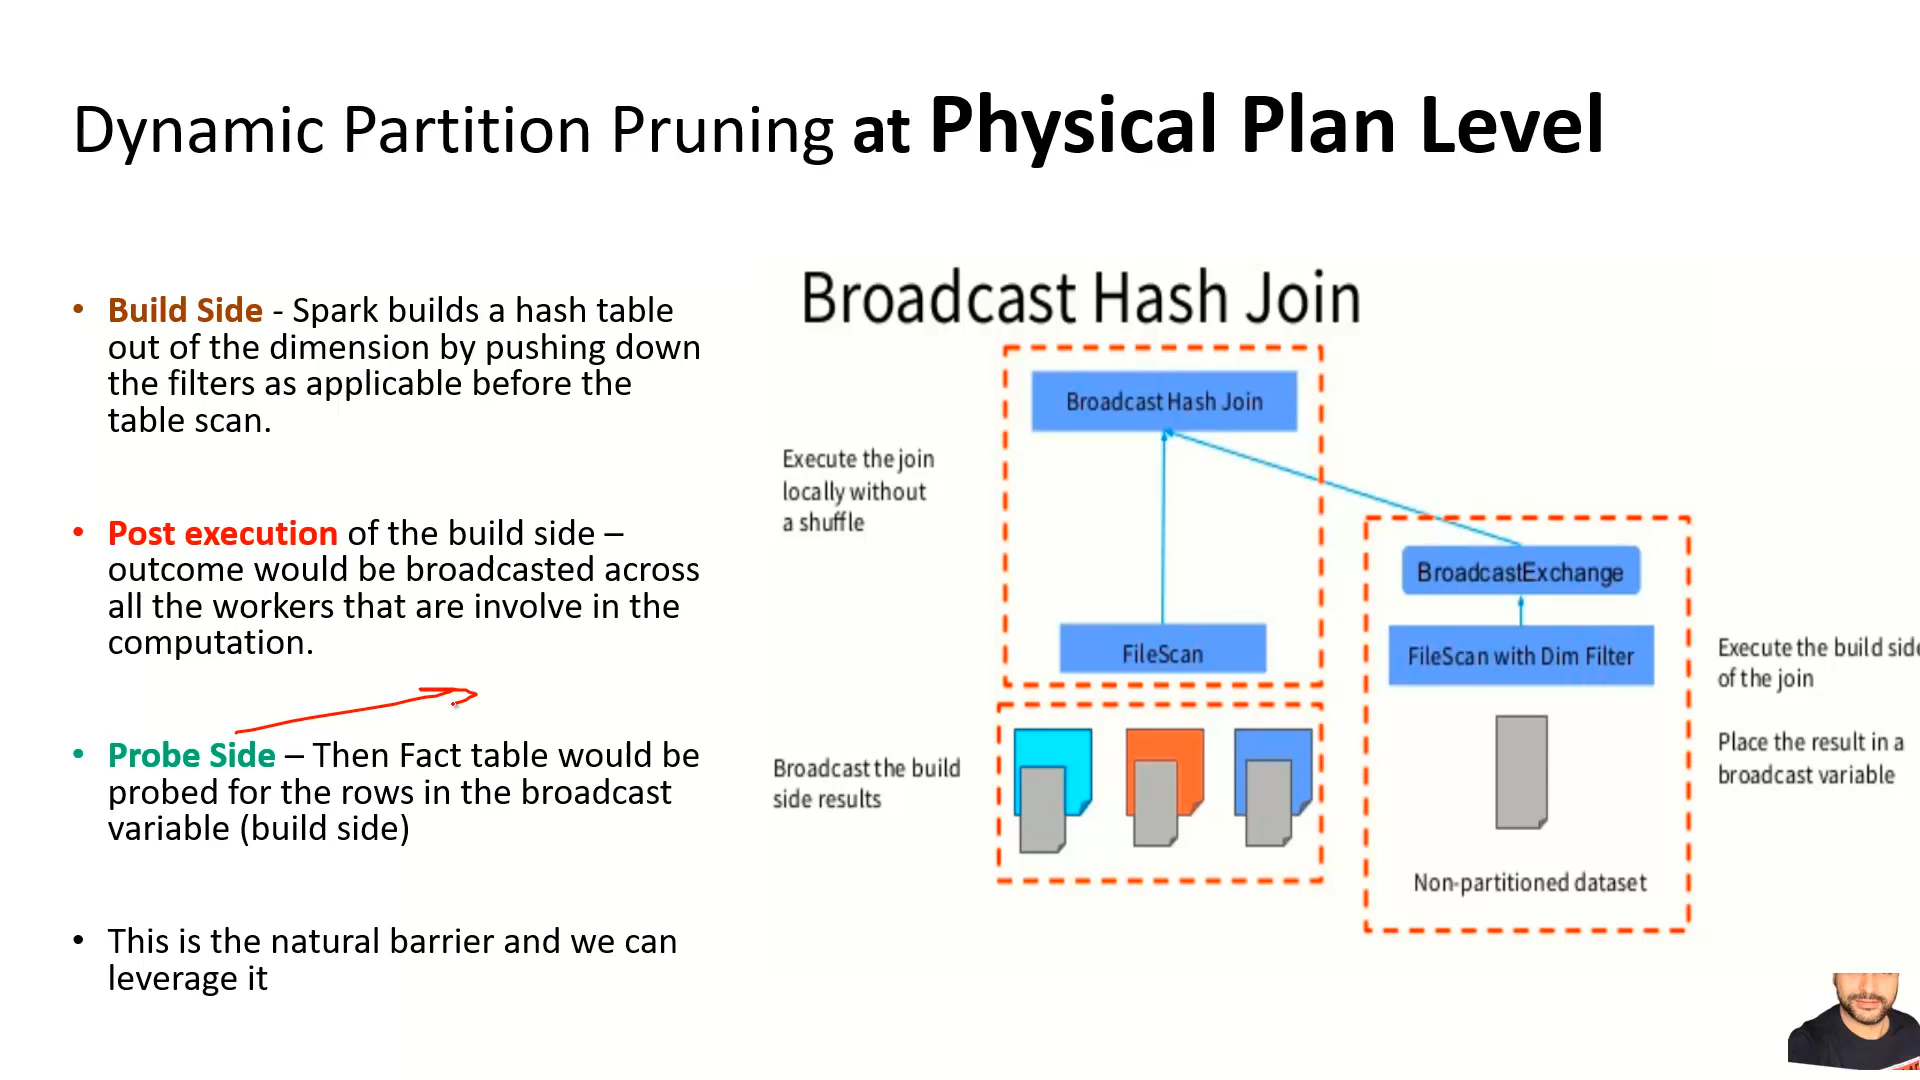 Dynamic Partition Pruning at Physical Plan Level
• Build Side - Spark builds a hash table
out of the dimension by pushing down
the filters as applicable before the
table scan.
• Post execution of the build side –
outcome would be broadcasted across
all the workers that are involve in the
computation.
• Probe Side – Then Fact table would be
probed for the rows in the broadcast
variable (build side)
• This is the natural barrier and we can
leverage it
Broadcast Hash Join
Broadcast Hash Join
Execute the join
locally without
a shuffle
BroadcastExchange
FileScan
FileScan with Dim Filter
Execute the build side
of the join
Place the result in a
broadcast variable
Broadcast the build
side results
Non-partitioned dataset